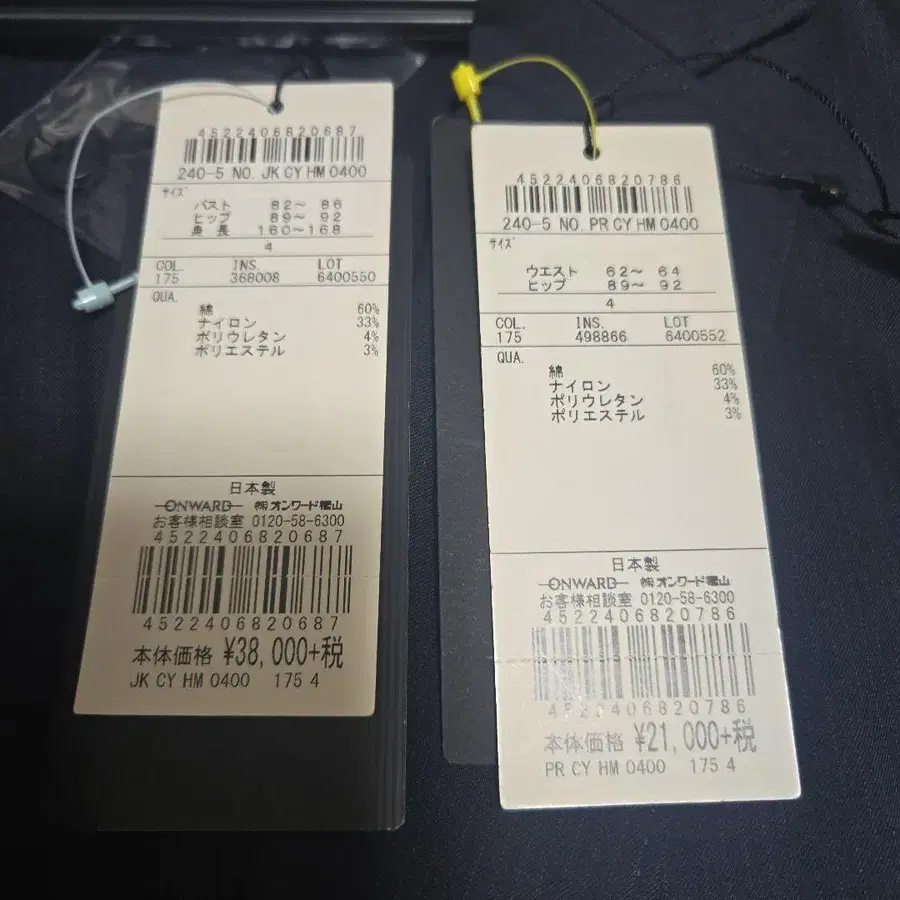 4522406820687
240-5 NO. JK CY HM 0400
サイズ
バスト 82～ 86
ヒップ 89～ 92
身長 160～168
4
COL. INS. LOT
175 368008 6400550
QUA.
綿 60%
ナイロン 33%
ポリウレタン 4%
ポリエステル 3%
日本製
ONWARD ㈱オンワード樫山
お客様相談室 0120-58-6300
4522406820687
4522406820687
本体価格 ¥38,000+税
JK CY HM 0400 175 4
4522406820786
240-5 NO. PR CY HM 0400
サイズ
ウエスト 62～ 64
ヒップ 89～ 92
4
COL. INS. LOT
175 498866 6400552
QUA.
綿 60%
ナイロン 33%
ポリウレタン 4%
ポリエステル 3%
日本製
ONWARD ㈱オンワード樫山
お客様相談室 0120-58-6300
4522406820786
4522406820786
本体価格 ¥21,000+税
PR CY HM 0400 175 4